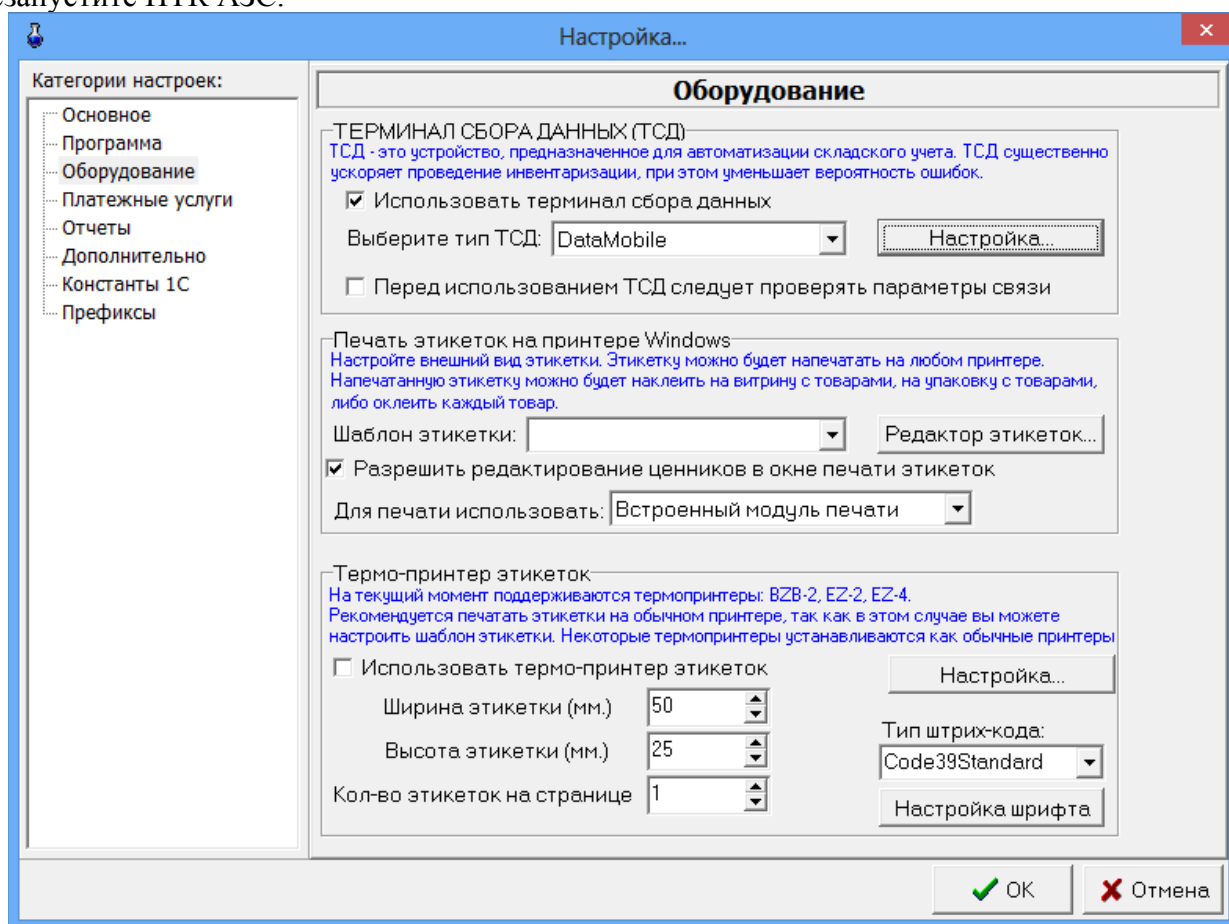 ПТК АЗС.
Настройка...
Категории настроек:
Основное
Программа
Оборудование
Платежные услуги
Отчеты
Дополнительно
Константы 1С
Префиксы
Оборудование
ТЕРМИНАЛ СБОРА ДАННЫХ (ТСД)
ТСД - это устройство, предназначенное для автоматизации складского учета. ТСД существенно
ускоряет проведение инвентаризации, при этом уменьшает вероятность ошибок.
Использовать терминал сбора данных
Выберите тип ТСД: DataMobile Настройка...
Перед использованием ТСД следует проверять параметры связи
Печать этикеток на принтере Windows
Настройте внешний вид этикетки. Этикетку можно будет напечатать на любом принтере.
Напечатанную этикетку можно будет наклеить на витрину с товарами, на упаковку с товарами,
либо оклеить каждый товар.
Шаблон этикетки: Редактор этикеток...
Разрешить редактирование ценников в окне печати этикеток
Для печати использовать: Встроенный модуль печати
Термо-принтер этикеток
На текущий момент поддерживаются термопринтеры: BZB-2, EZ-2, EZ-4.
Рекомендуется печатать этикетки на обычном принтере, так как в этом случае вы можете
настроить шаблон этикетки. Некоторые термопринтеры устанавливаются как обычные принтеры
Использовать термо-принтер этикеток Настройка...
Ширина этикетки (мм.) 50
Тип штрих-кода:
Высота этикетки (мм.) 25 Code39Standard
Кол-во этикеток на странице 1 Настройка шрифта
OK Отмена